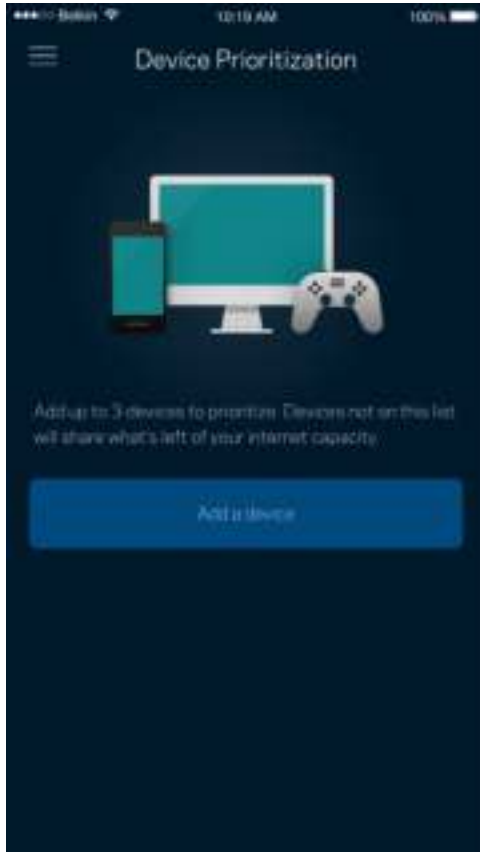 Belkin 10:19 AM 100%
Device Prioritization
Add up to 3 devices to prioritize. Devices not on this list
will share what's left of your internet capacity.
Add a device